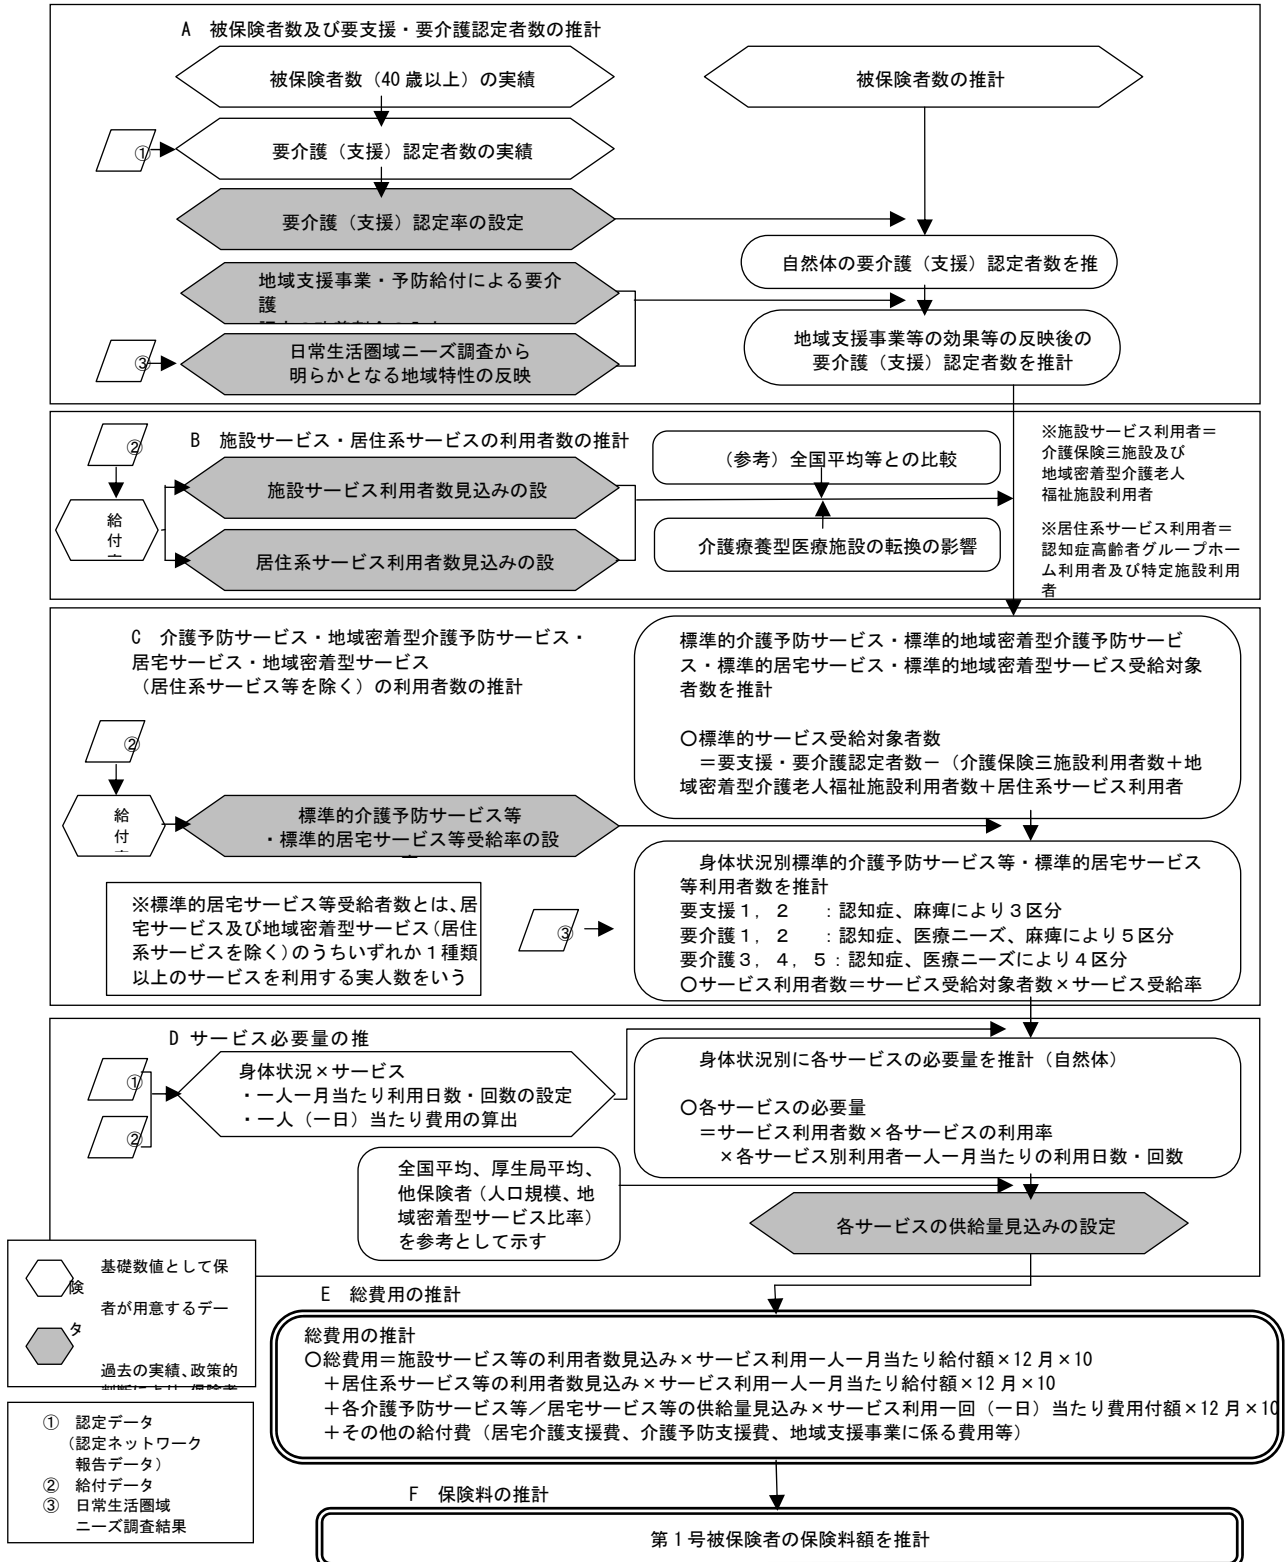 A 被保険者数及び要支援・要介護認定者数の推計
被保険者数（40歳以上）の実績
被保険者数の推計
①
要介護（支援）認定者数の実績
要介護（支援）認定率の設定
自然体の要介護（支援）認定者数を推
地域支援事業・予防給付による要介
護
地域支援事業等の効果等の反映後の
要介護（支援）認定者数を推計
③
日常生活圏域ニーズ調査から
明らかとなる地域特性の反映
②
B 施設サービス・居住系サービスの利用者数の推計
（参考）全国平均等との比較
施設サービス利用者数見込みの設
給
付
居住系サービス利用者数見込みの設
介護療養型医療施設の転換の影響
※施設サービス利用者＝
介護保険三施設及び
地域密着型介護老人
福祉施設利用者
※居住系サービス利用者＝
認知症高齢者グループホー
ム利用者及び特定施設利用
者
C 介護予防サービス・地域密着型介護予防サービス・
居宅サービス・地域密着型サービス
（居住系サービス等を除く）の利用者数の推計
標準的介護予防サービス・標準的地域密着型介護予防サービ
ス・標準的居宅サービス・標準的地域密着型サービス受給対象
者数を推計
○標準的サービス受給対象者数
＝要支援・要介護認定者数－（介護保険三施設利用者数＋地
域密着型介護老人福祉施設利用者数＋居住系サービス利用者
②
給
付
標準的介護予防サービス等
・標準的居宅サービス等受給率の設
身体状況別標準的介護予防サービス等・標準的居宅サービス
等利用者数を推計
要支援１，２ ：認知症、麻痺により３区分
要介護１，２ ：認知症、医療ニーズ、麻痺により５区分
要介護３，４，５：認知症、医療ニーズにより４区分
○サービス利用者数＝サービス受給対象者数×サービス受給率
※標準的居宅サービス等受給者数とは、居
宅サービス及び地域密着型サービス（居住
系サービスを除く）のうちいずれか１種類
以上のサービスを利用する実人数をいう
③
D サービス必要量の推
①
②
身体状況×サービス
・一人一月当たり利用日数・回数の設定
・一人（一日）当たり費用の算出
身体状況別に各サービスの必要量を推計（自然体）
○各サービスの必要量
＝サービス利用者数×各サービスの利用率
×各サービス別利用者一人一月当たりの利用日数・回数
全国平均、厚生局平均、
他保険者（人口規模、地
域密着型サービス比率）
を参考として示す
各サービスの供給量見込みの設定
基礎数値として保
険
者が用意するデー
タ
過去の実績、政策的
E 総費用の推計
総費用の推計
○総費用＝施設サービス等の利用者数見込み×サービス利用一人一月当たり給付額×12月×10
＋居住系サービス等の利用者数見込み×サービス利用一人一月当たり給付額×12月×10
＋各介護予防サービス等／居宅サービス等の供給量見込み×サービス利用一回（一日）当たり費用付額×12月×10
＋その他の給付費（居宅介護支援費、介護予防支援費、地域支援事業に係る費用等）
① 認定データ
（認定ネットワーク
報告データ）
② 給付データ
③ 日常生活圏域
ニーズ調査結果
F 保険料の推計
第１号被保険者の保険料額を推計